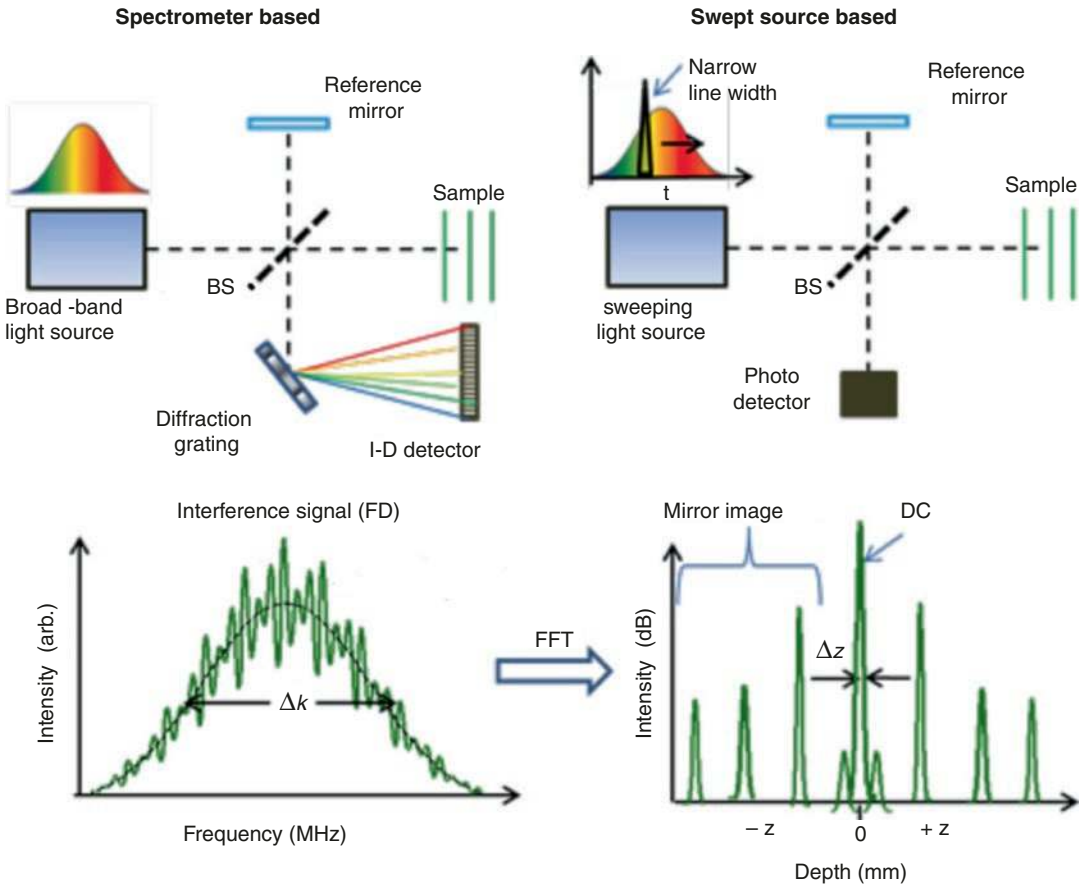 Spectrometer based
Reference
mirror
Sample
BS
Broad -band
light source
Diffraction
grating
I-D detector
Swept source based
Narrow
line width
t
Reference
mirror
Sample
BS
sweeping
light source
Photo
detector
Interference signal (FD)
Intensity (arb.)
Δk
Frequency (MHz)
FFT
Mirror image
DC
Intensity (dB)
Δz
– z
0
+ z
Depth (mm)